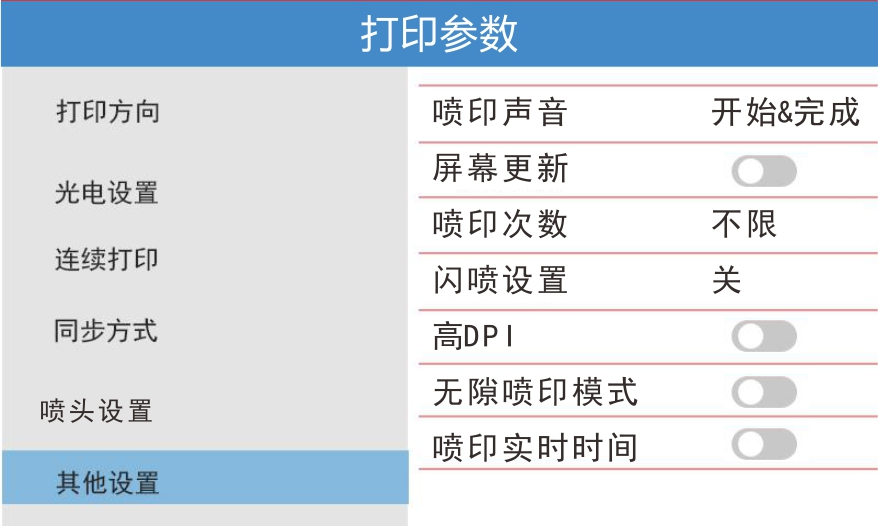 打印参数
打印方向
光电设置
连续打印
同步方式
喷头设置
其他设置
喷印声音 开始&完成
屏幕更新
喷印次数 不限
闪喷设置 关
高DPI
无隙喷印模式
喷印实时时间